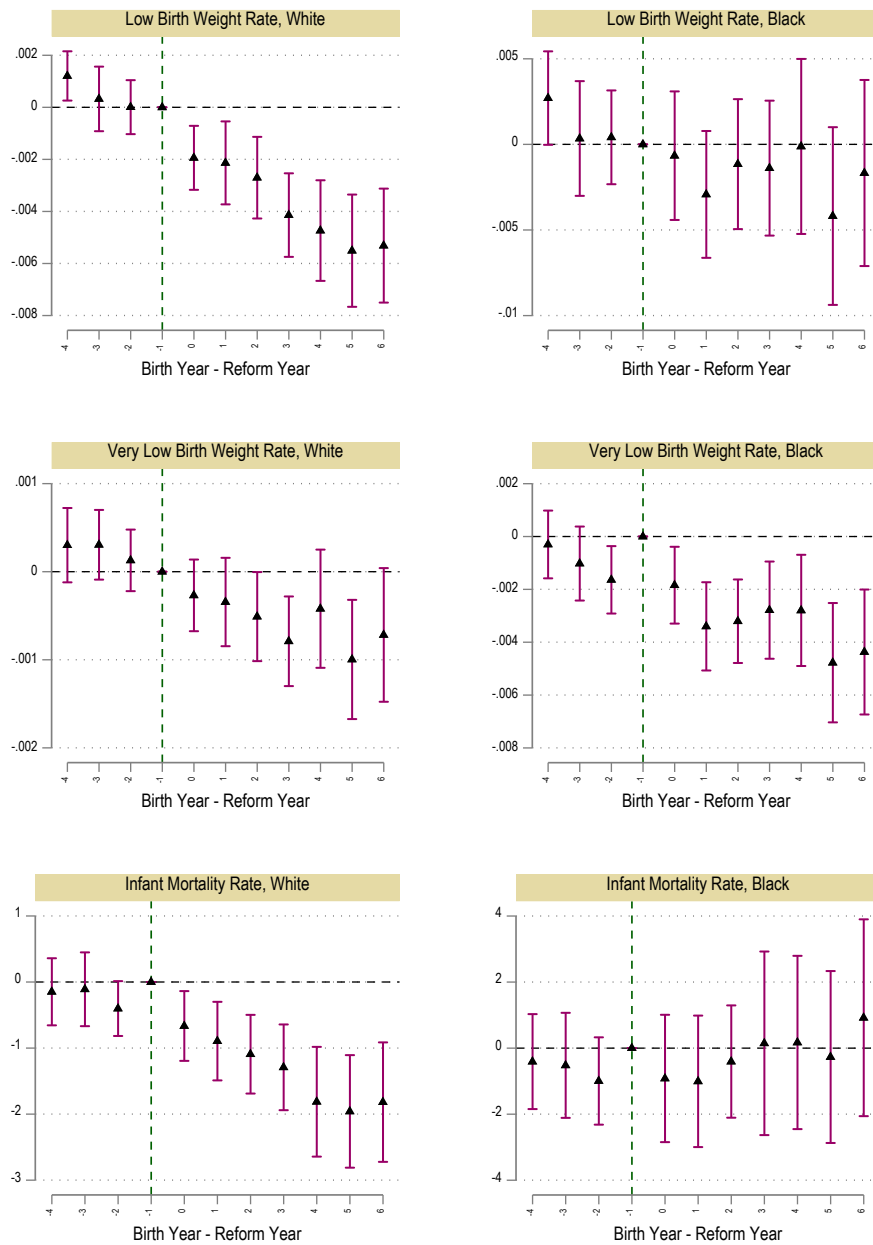 Low Birth Weight Rate, White
.002
0
-.002
-.004
-.006
-.008
-4 -3 -2 -1 0 1 2 3 4 5 6
Birth Year - Reform Year
Low Birth Weight Rate, Black
.005
0
-.005
-.01
-4 -3 -2 -1 0 1 2 3 4 5 6
Birth Year - Reform Year
Very Low Birth Weight Rate, White
.001
0
-.001
-.002
-4 -3 -2 -1 0 1 2 3 4 5 6
Birth Year - Reform Year
Very Low Birth Weight Rate, Black
.002
0
-.002
-.004
-.006
-.008
-4 -3 -2 -1 0 1 2 3 4 5 6
Birth Year - Reform Year
Infant Mortality Rate, White
1
0
-1
-2
-3
-4 -3 -2 -1 0 1 2 3 4 5 6
Birth Year - Reform Year
Infant Mortality Rate, Black
4
2
0
-2
-4
-4 -3 -2 -1 0 1 2 3 4 5 6
Birth Year - Reform Year